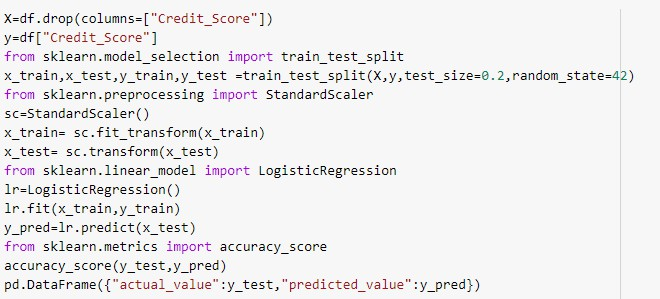 X=df.drop(columns=["Credit_Score"])
y=df["Credit_Score"]
from sklearn.model_selection import train_test_split
x_train,x_test,y_train,y_test =train_test_split(X,y,test_size=0.2,random_state=42)
from sklearn.preprocessing import StandardScaler
sc=StandardScaler()
x_train= sc.fit_transform(x_train)
x_test= sc.transform(x_test)
from sklearn.linear_model import LogisticRegression
lr=LogisticRegression()
lr.fit(x_train,y_train)
y_pred=lr.predict(x_test)
from sklearn.metrics import accuracy_score
accuracy_score(y_test,y_pred)
pd.DataFrame({"actual_value":y_test,"predicted_value":y_pred})